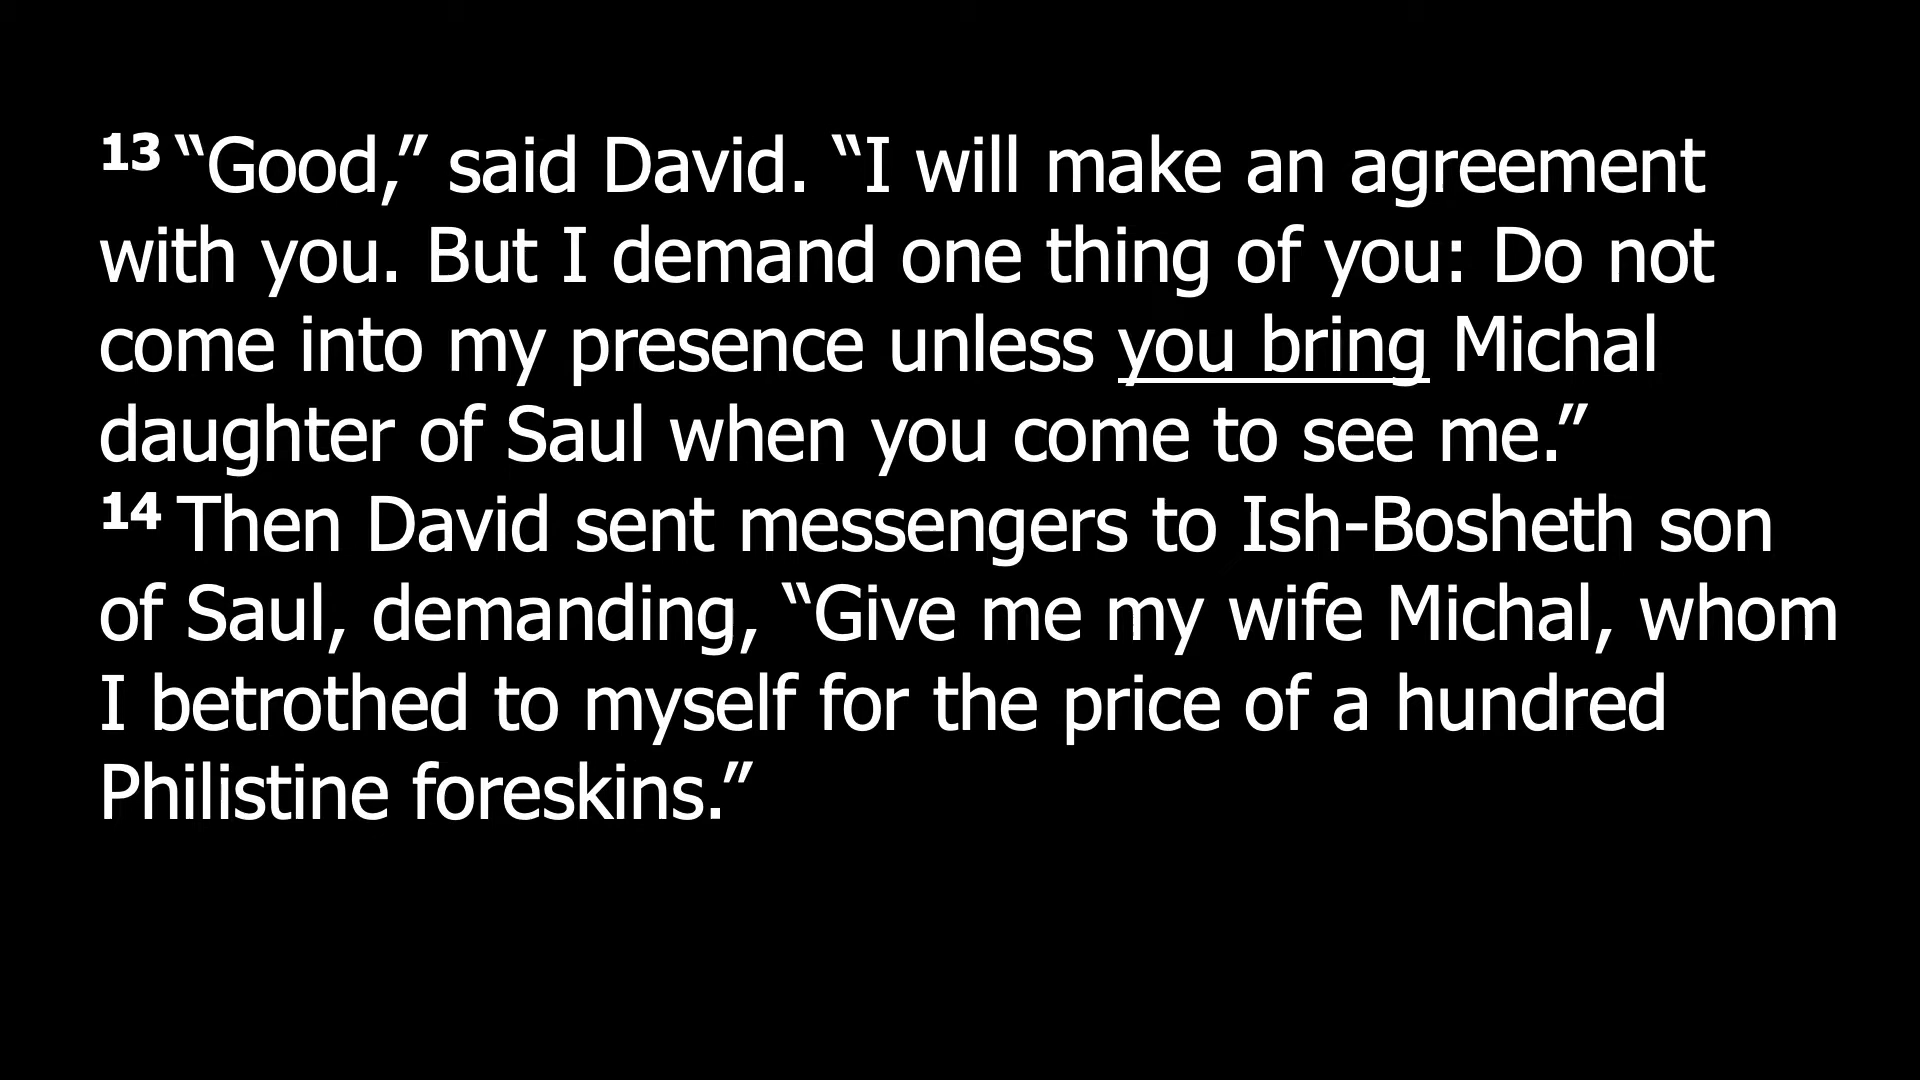 13 “Good,” said David. “I will make an agreement
with you. But I demand one thing of you: Do not
come into my presence unless you bring Michal
daughter of Saul when you come to see me.”
14 Then David sent messengers to Ish-Bosheth son
of Saul, demanding, “Give me my wife Michal, whom
I betrothed to myself for the price of a hundred
Philistine foreskins.”